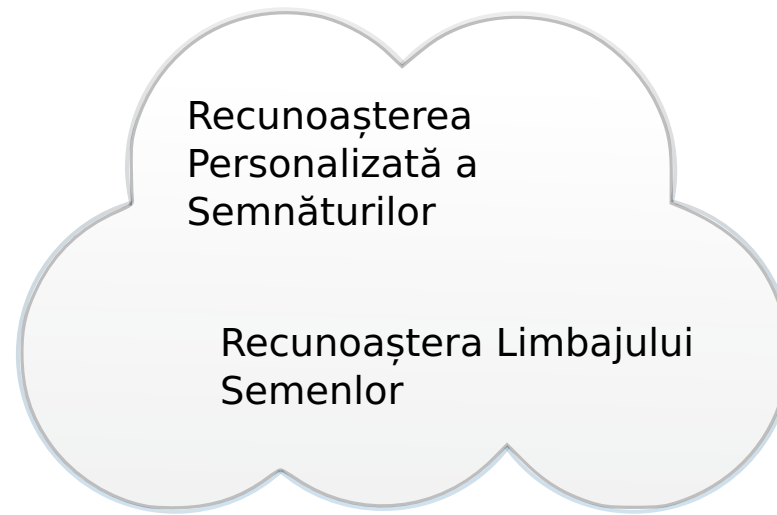 Recunoașterea
Personalizată a
Semnăturilor
Recunoaștera Limbajului
Semenlor